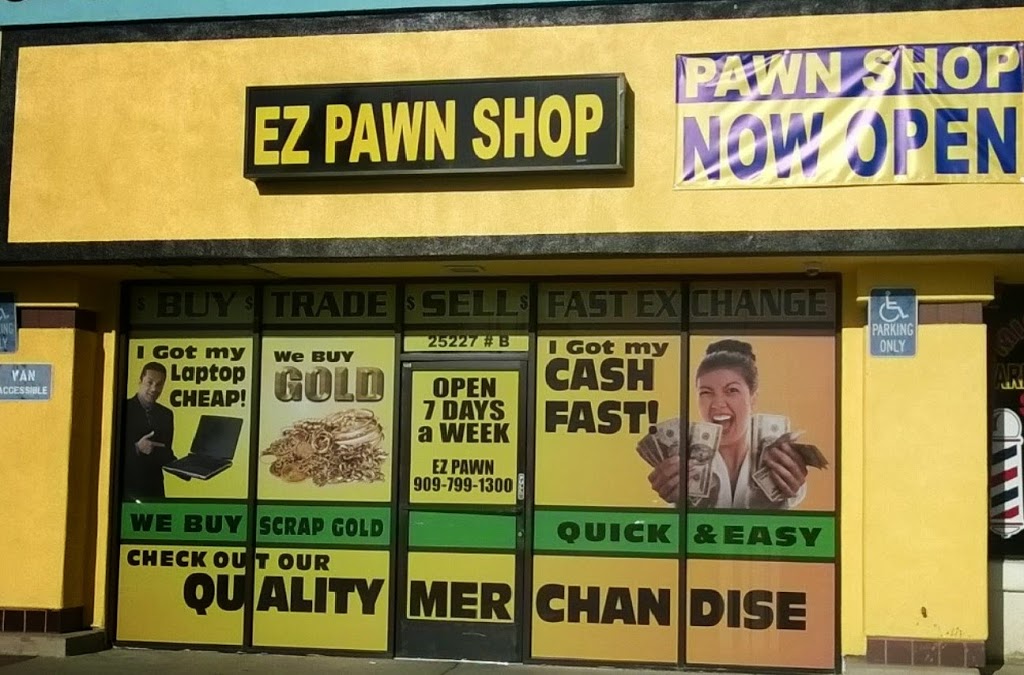 EZ PAWN SHOP
PAWN SHOP
NOW OPEN
$ BUY $ TRADE $ SELL $ FAST EXCHANGE
25227 # B
I Got my
Laptop
CHEAP!
We BUY
GOLD
OPEN
7 DAYS
a WEEK
EZ PAWN
909-799-1300
I Got my
CASH
FAST!
WE BUY SCRAP GOLD
QUICK & EASY
CHECK OUT OUR
QUALITY MERCHANDISE
PARKING
ONLY
VAN
ACCESSIBLE